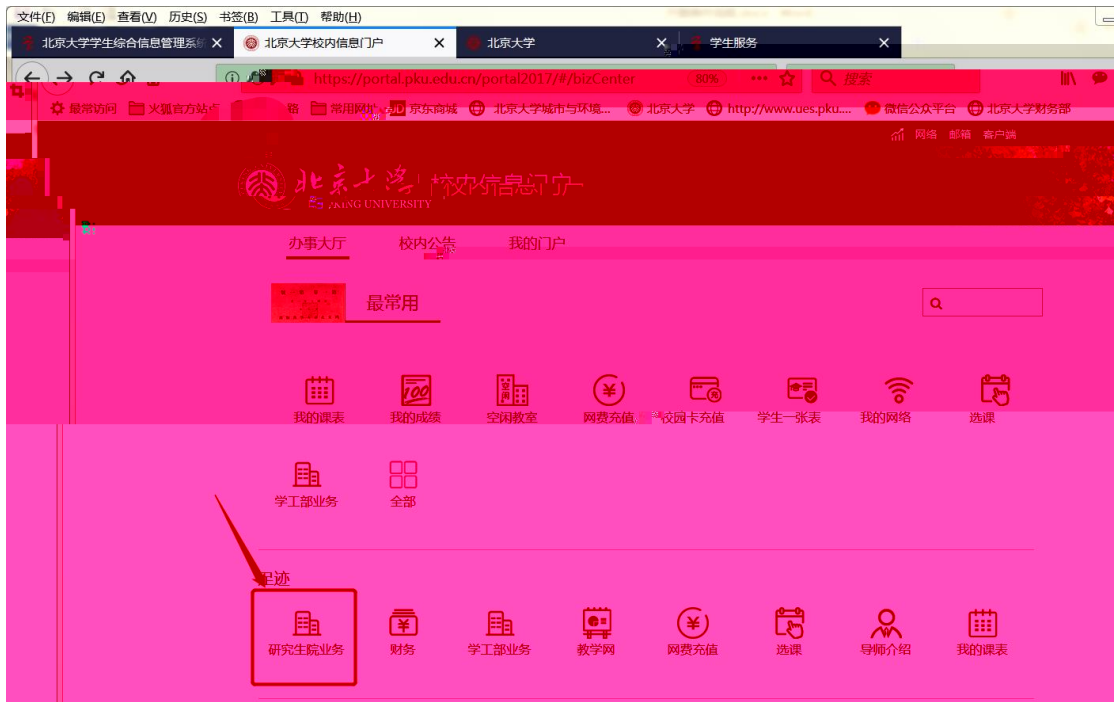 文件(F) 编辑(E) 查看(V) 历史(S) 书签(B) 工具(T) 帮助(H)
北京大学学生综合信息管理系统 × 北京大学校内信息门户 × 北京大学 × 学生服务 ×
https://portal.pku.edu.cn/portal2017/#/bizCenter 80% 搜索
最常访问 火狐官方站点 常用网址 JD 京东商城 北京大学城市与环境... 北京大学 http://www.ues.pku.... 微信公众平台 北京大学财务部
网络 邮箱 客户端
北京大学 校内信息门户
UNIVERSITY
办事大厅 校内公告 我的门户
最常用
我的课表 我的成绩 空闲教室 网费充值 校园卡充值 学生一张表 我的网络 选课
学工部业务 全部
足迹
研究生院业务 财务 学工部业务 教学网 网费充值 选课 导师介绍 我的课表